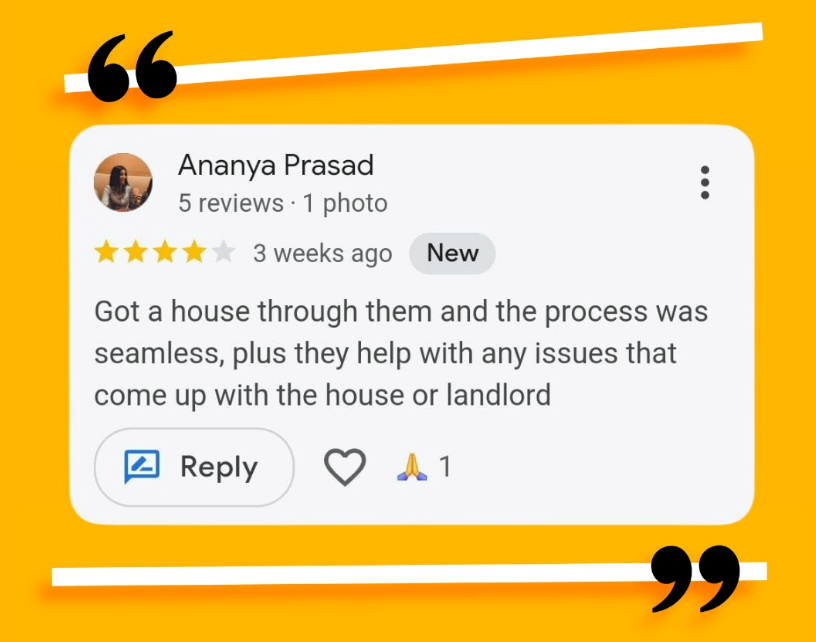 Ananya Prasad
5 reviews · 1 photo
3 weeks ago New
Got a house through them and the process was
seamless, plus they help with any issues that
come up with the house or landlord
Reply
🙏 1